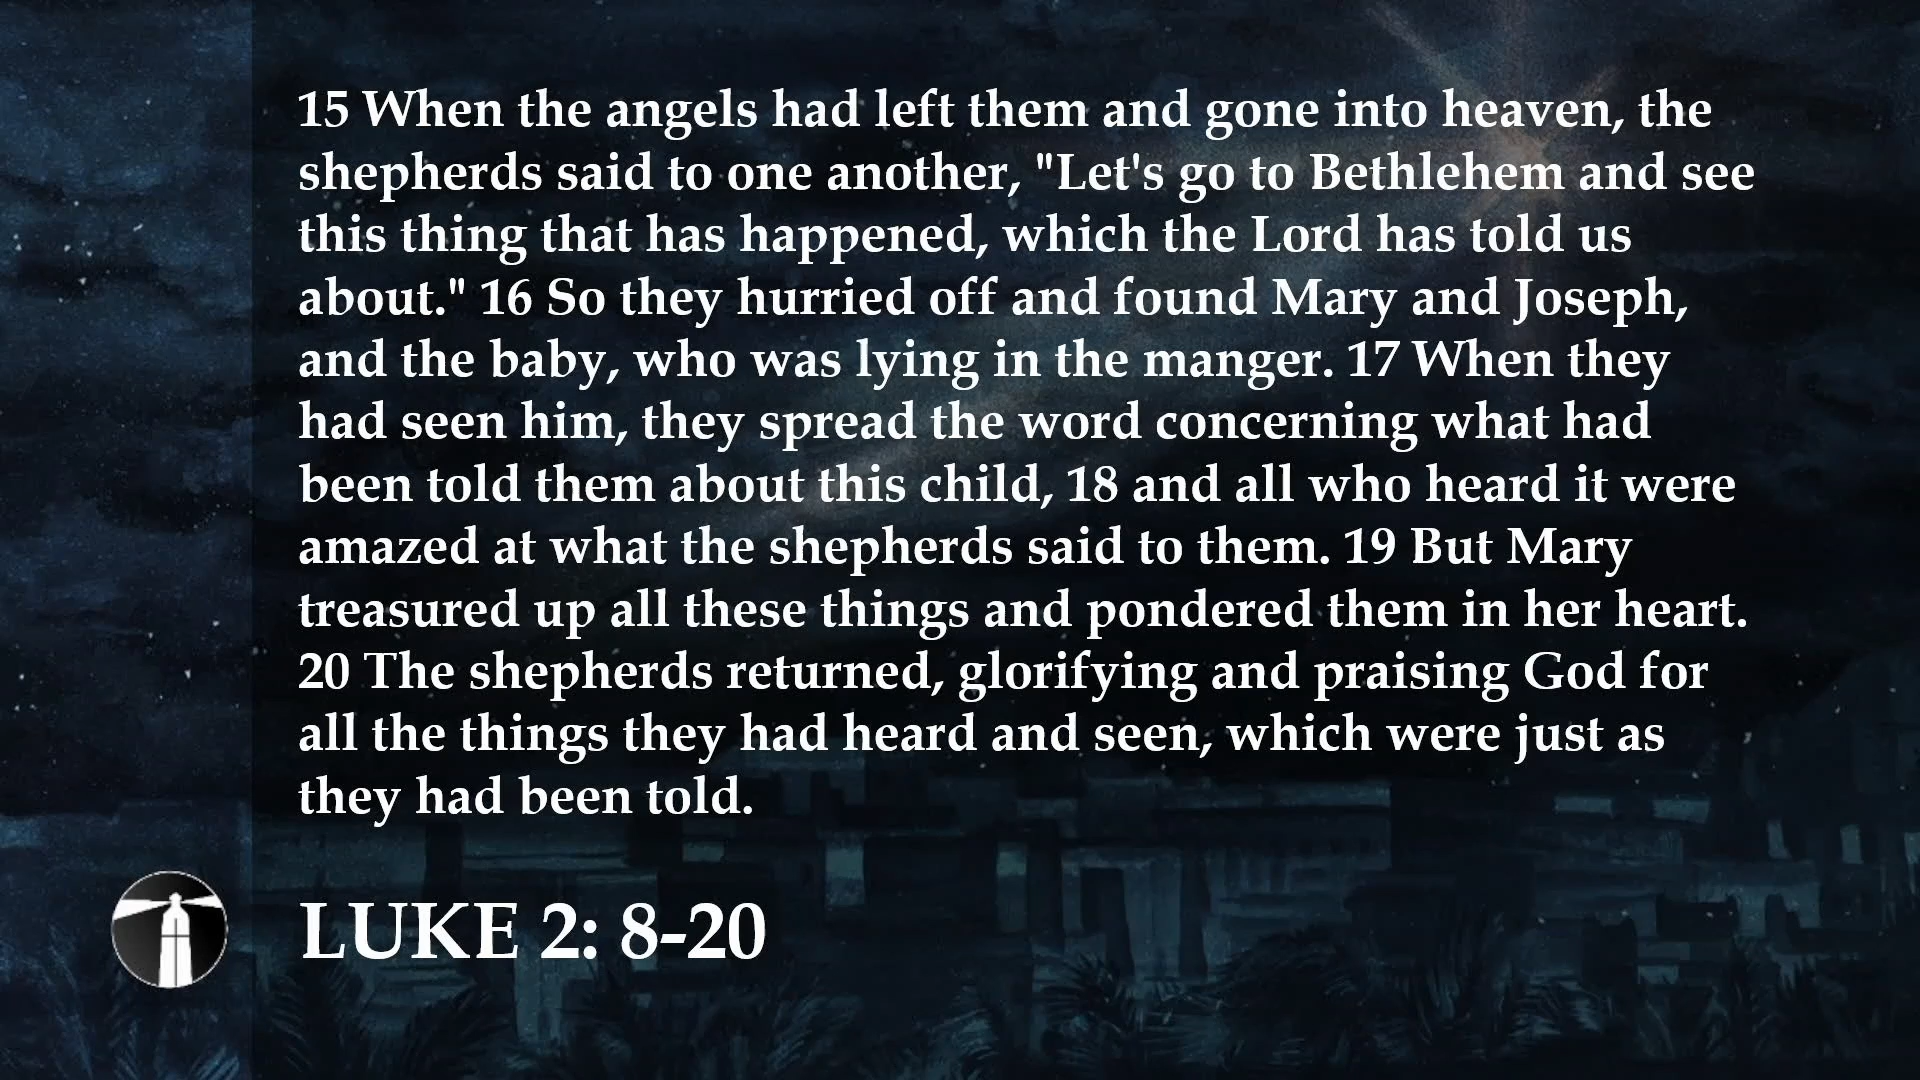 15 When the angels had left them and gone into heaven, the
shepherds said to one another, "Let's go to Bethlehem and see
this thing that has happened, which the Lord has told us
about." 16 So they hurried off and found Mary and Joseph,
and the baby, who was lying in the manger. 17 When they
had seen him, they spread the word concerning what had
been told them about this child, 18 and all who heard it were
amazed at what the shepherds said to them. 19 But Mary
treasured up all these things and pondered them in her heart.
20 The shepherds returned, glorifying and praising God for
all the things they had heard and seen, which were just as
they had been told.
LUKE 2: 8-20